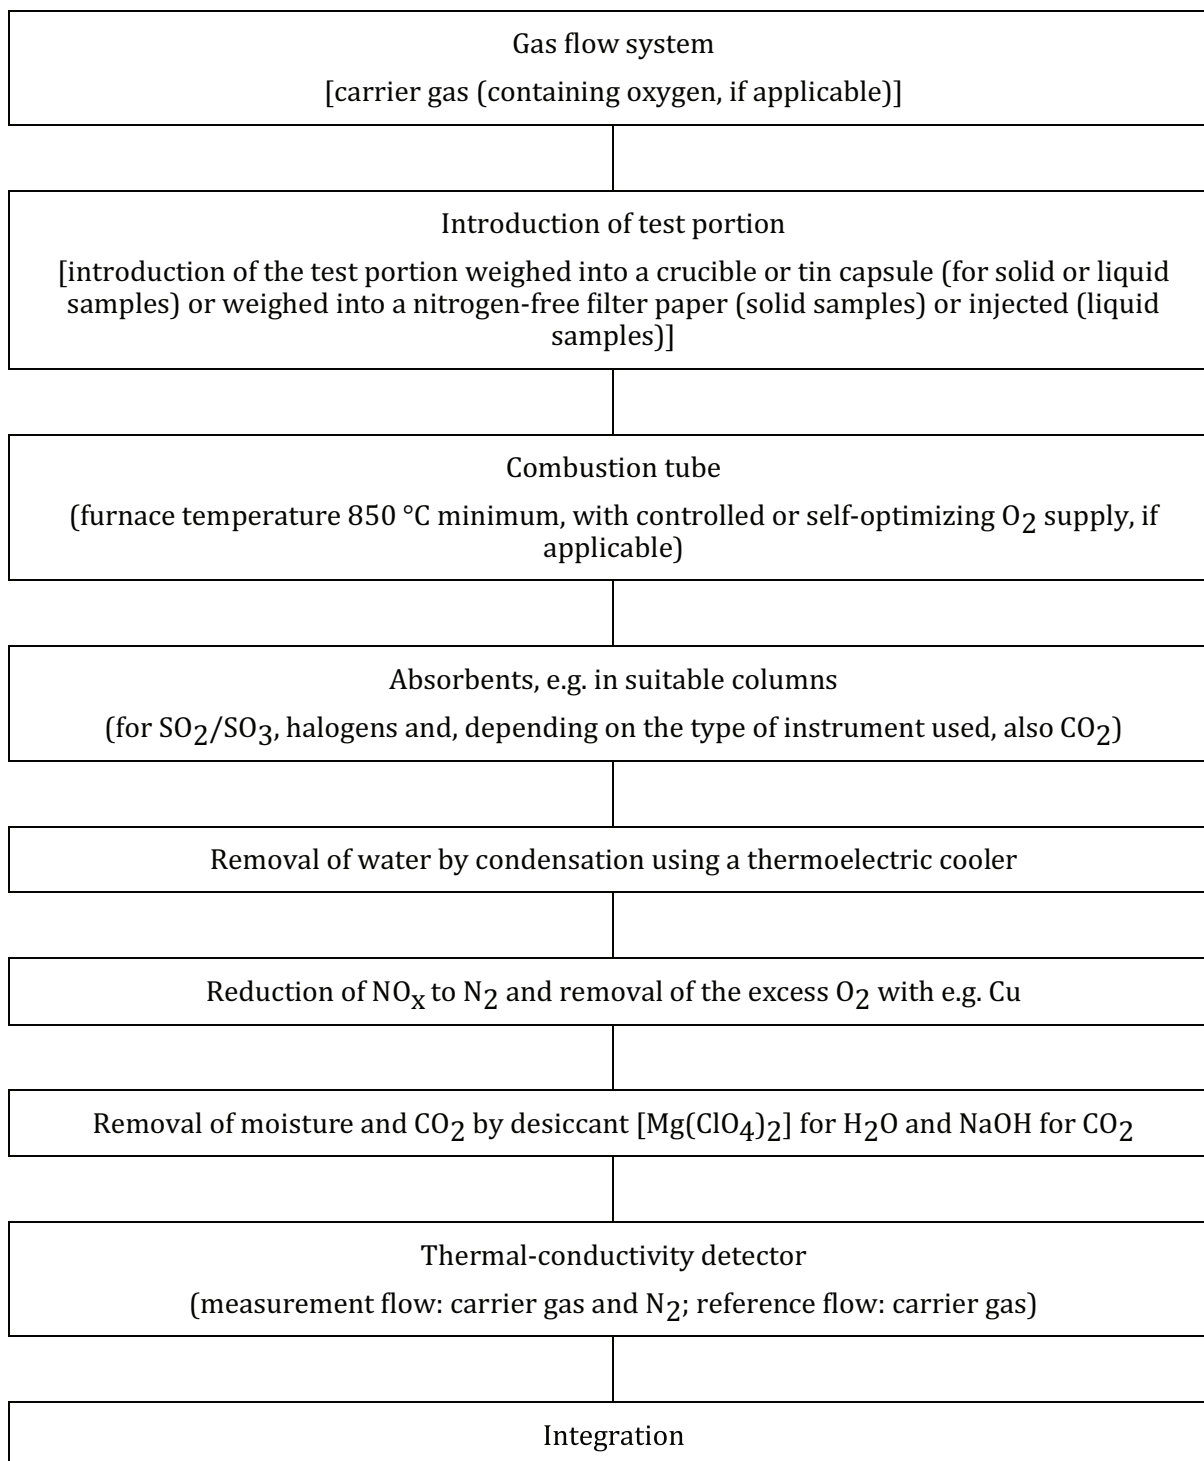 Gas flow system
[carrier gas (containing oxygen, if applicable)]
Introduction of test portion
[introduction of the test portion weighed into a crucible or tin capsule (for solid or liquid
samples) or weighed into a nitrogen-free filter paper (solid samples) or injected (liquid
samples)]
Combustion tube
(furnace temperature 850 °C minimum, with controlled or self-optimizing O2 supply, if
applicable)
Absorbents, e.g. in suitable columns
(for SO2/SO3, halogens and, depending on the type of instrument used, also CO2)
Removal of water by condensation using a thermoelectric cooler
Reduction of NOx to N2 and removal of the excess O2 with e.g. Cu
Removal of moisture and CO2 by desiccant [Mg(ClO4)2] for H2O and NaOH for CO2
Thermal-conductivity detector
(measurement flow: carrier gas and N2; reference flow: carrier gas)
Integration